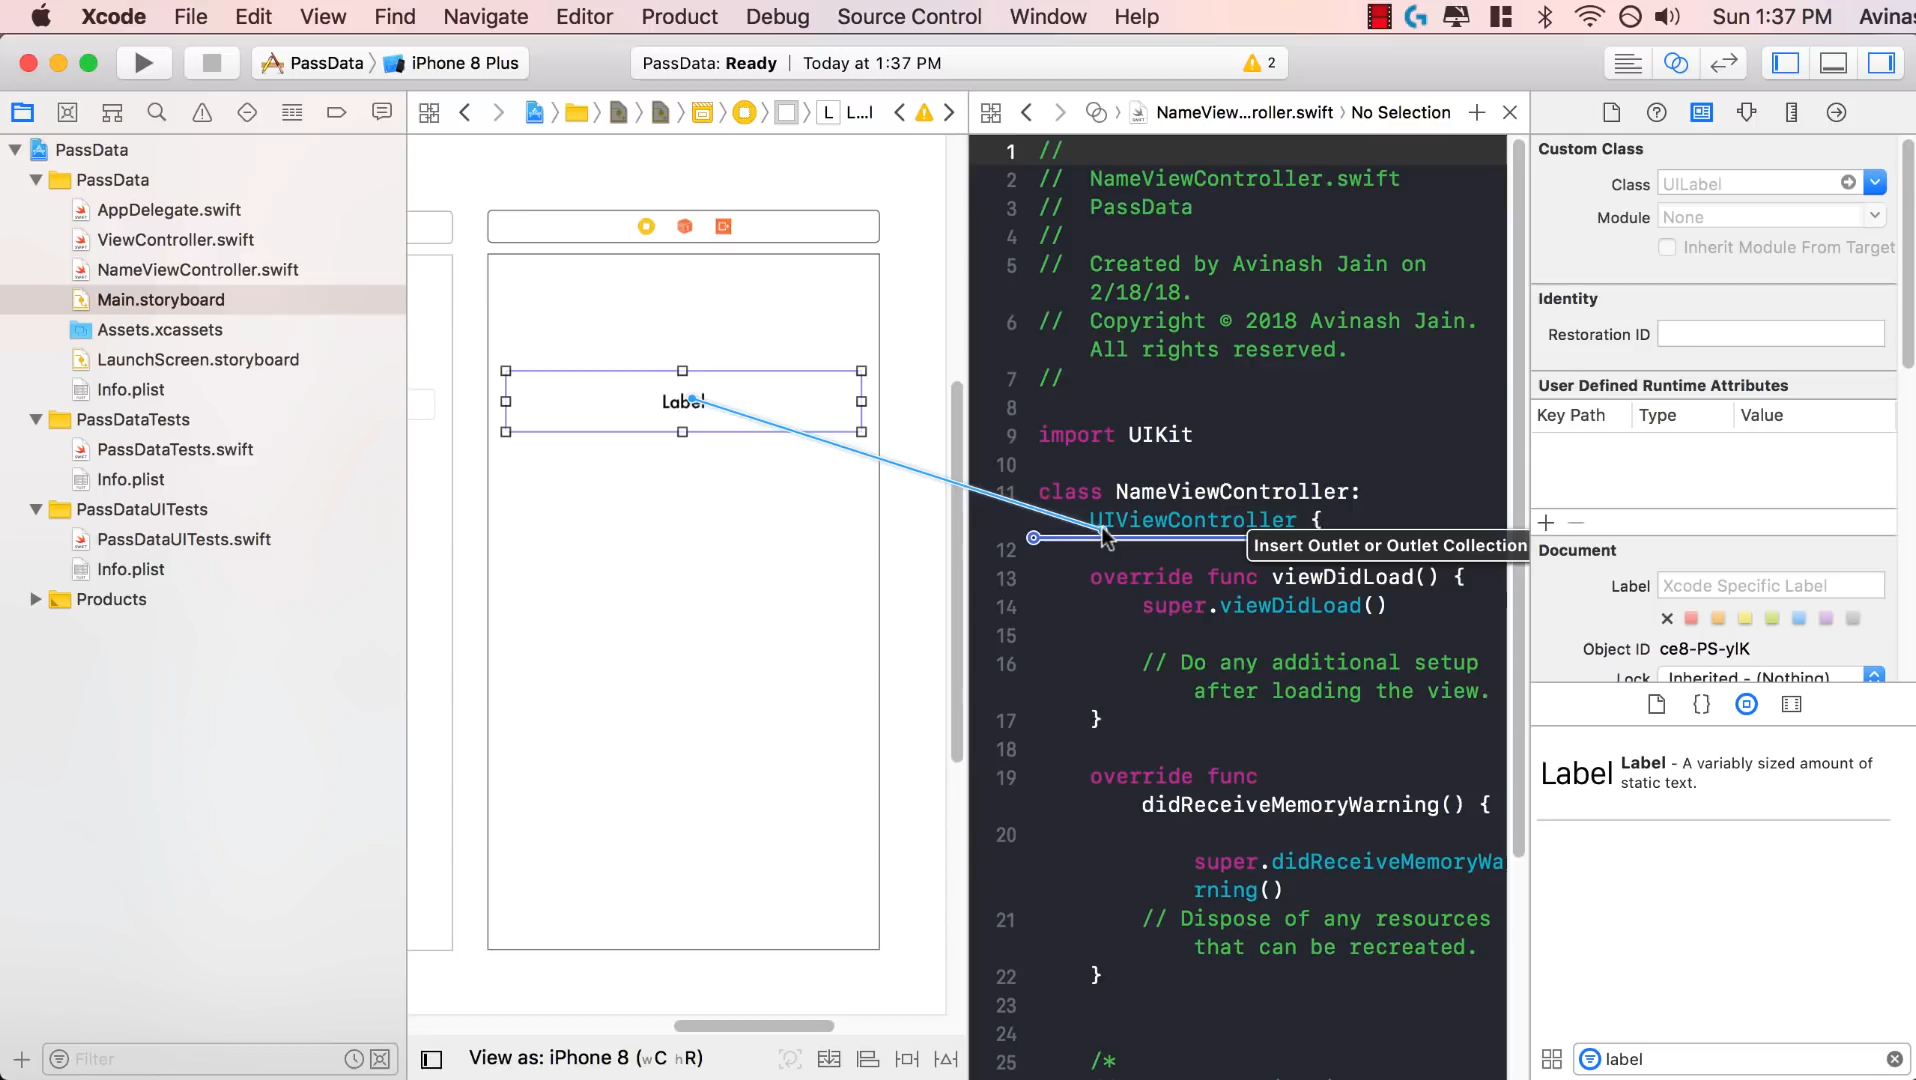 Xcode File Edit View Find Navigate Editor Product Debug Source Control Window Help Sun 1:37 PM Avinas
PassData iPhone 8 Plus PassData: Ready Today at 1:37 PM 2
L L...l NameView...roller.swift No Selection
PassData
PassData
AppDelegate.swift
ViewController.swift
NameViewController.swift
Main.storyboard
Assets.xcassets
LaunchScreen.storyboard
Info.plist
PassDataTests
PassDataTests.swift
Info.plist
PassDataUITests
PassDataUITests.swift
Info.plist
Products
Filter
Label
View as: iPhone 8 (wC hR)
1 //
2 // NameViewController.swift
3 // PassData
4 //
5 // Created by Avinash Jain on
2/18/18.
6 // Copyright © 2018 Avinash Jain.
All rights reserved.
7 //
8
9 import UIKit
10
11 class NameViewController:
UIViewController {
Insert Outlet or Outlet Collection
12
13 override func viewDidLoad() {
14 super.viewDidLoad()
15
16 // Do any additional setup
after loading the view.
17 }
18
19 override func
didReceiveMemoryWarning() {
20
super.didReceiveMemoryWa
rning()
21 // Dispose of any resources
that can be recreated.
22 }
23
24
25 /*
Custom Class
Class UILabel
Module None
Inherit Module From Target
Identity
Restoration ID
User Defined Runtime Attributes
Key Path Type Value
Document
Label Xcode Specific Label
Object ID ce8-PS-ylK
Lock Inherited - (Nothing)
{}
Label Label - A variably sized amount of
static text.
label